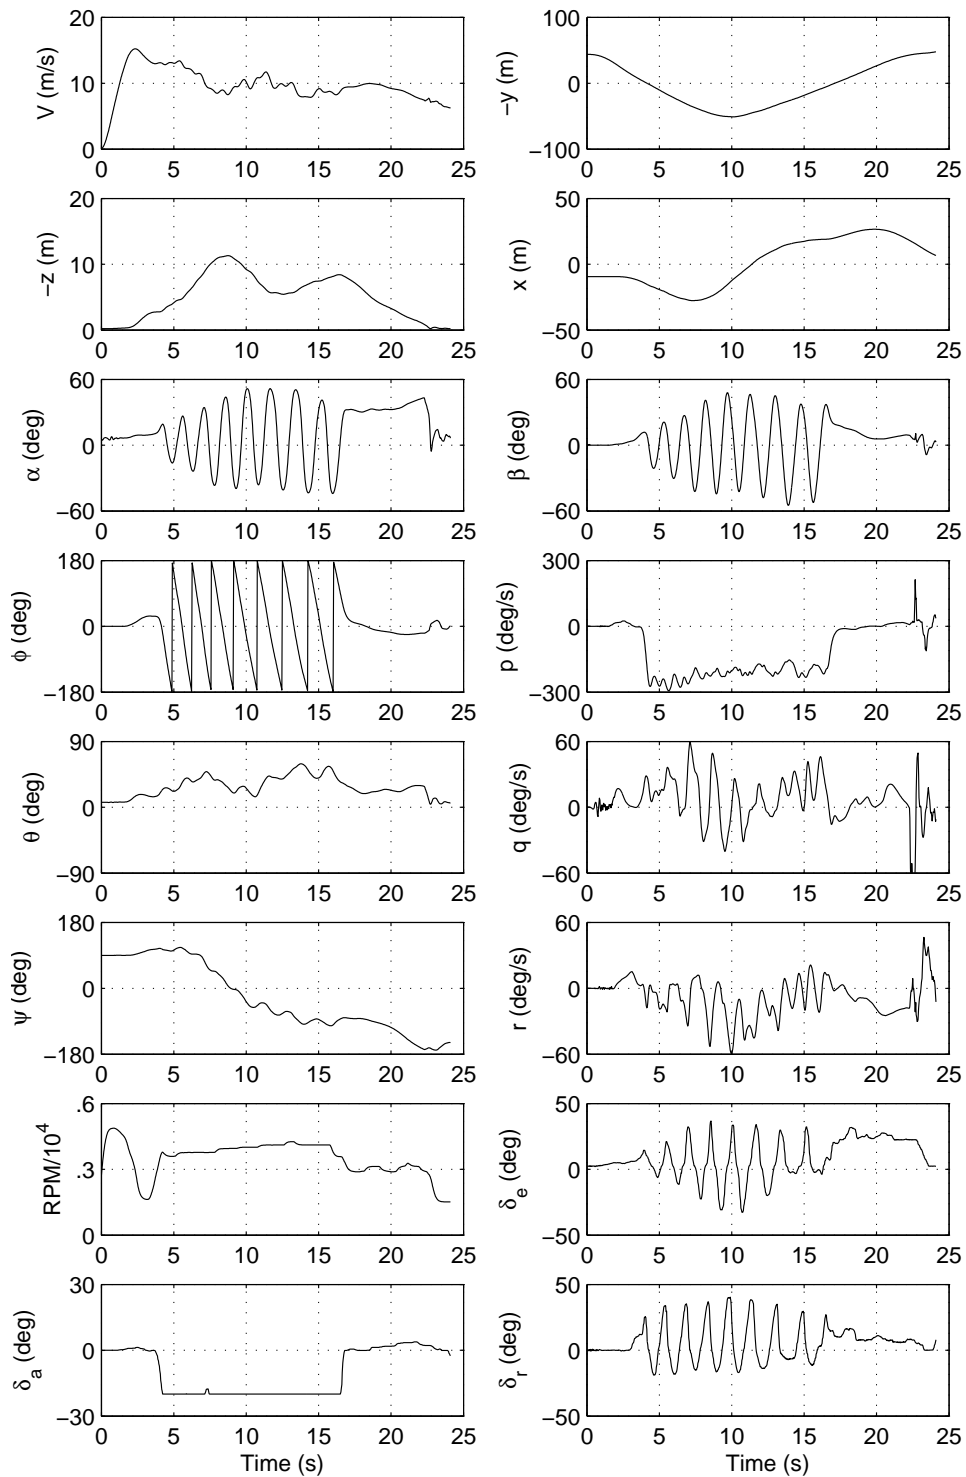 20
10
0
V (m/s)
0 5 10 15 20 25
100
0
−100
−y (m)
0 5 10 15 20 25
20
10
0
−z (m)
0 5 10 15 20 25
50
0
−50
x (m)
0 5 10 15 20 25
60
0
−60
α (deg)
0 5 10 15 20 25
60
0
−60
β (deg)
0 5 10 15 20 25
180
0
−180
ϕ (deg)
0 5 10 15 20 25
300
0
−300
p (deg/s)
0 5 10 15 20 25
90
0
−90
θ (deg)
0 5 10 15 20 25
60
0
−60
q (deg/s)
0 5 10 15 20 25
180
0
−180
ψ (deg)
0 5 10 15 20 25
60
0
−60
r (deg/s)
0 5 10 15 20 25
.6
.3
0
RPM/10^4
0 5 10 15 20 25
50
0
−50
δ_e (deg)
0 5 10 15 20 25
30
0
−30
δ_a (deg)
0 5 10 15 20 25
Time (s)
50
0
−50
δ_r (deg)
0 5 10 15 20 25
Time (s)